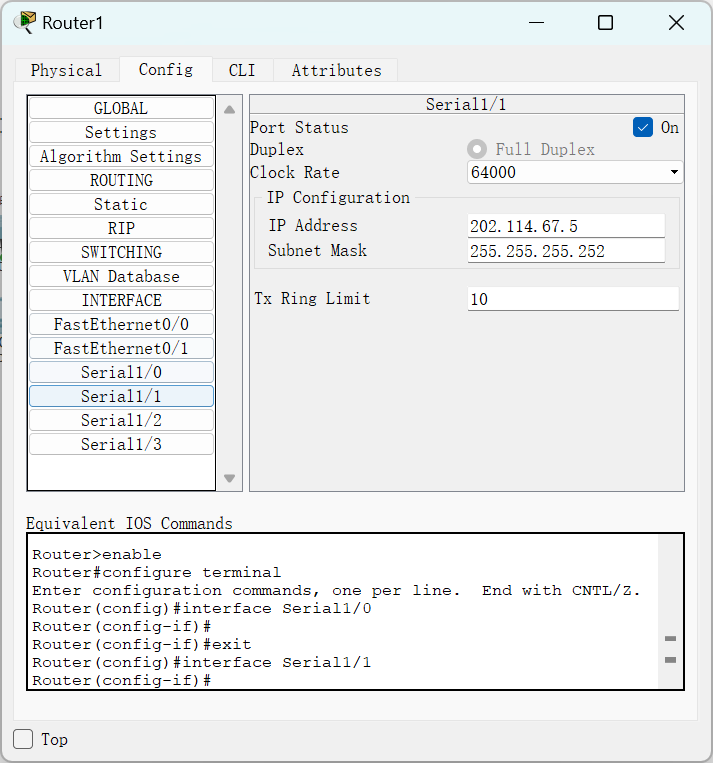 Router1
Physical Config CLI Attributes
GLOBAL
Settings
Algorithm Settings
ROUTING
Static
RIP
SWITCHING
VLAN Database
INTERFACE
FastEthernet0/0
FastEthernet0/1
Serial1/0
Serial1/1
Serial1/2
Serial1/3
Serial1/1
Port Status On
Duplex Full Duplex
Clock Rate 64000
IP Configuration
IP Address 202.114.67.5
Subnet Mask 255.255.255.252
Tx Ring Limit 10
Equivalent IOS Commands
Router>enable
Router#configure terminal
Enter configuration commands, one per line.  End with CNTL/Z.
Router(config)#interface Serial1/0
Router(config-if)#
Router(config-if)#exit
Router(config)#interface Serial1/1
Router(config-if)#
Top